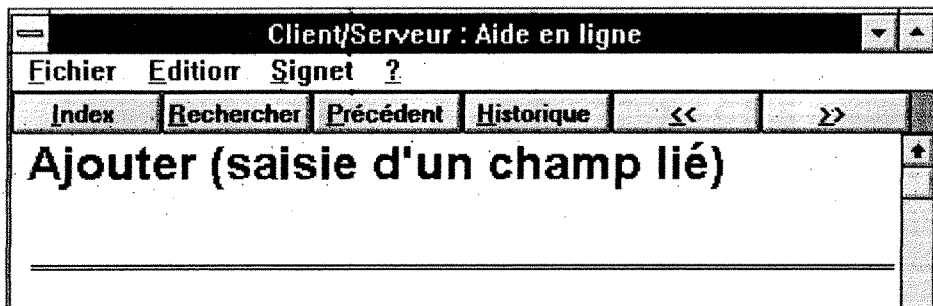 Client/Serveur : Aide en ligne
Fichier Edition Signet ?
Index Rechercher Précédent Historique << >>
Ajouter (saisie d'un champ lié)